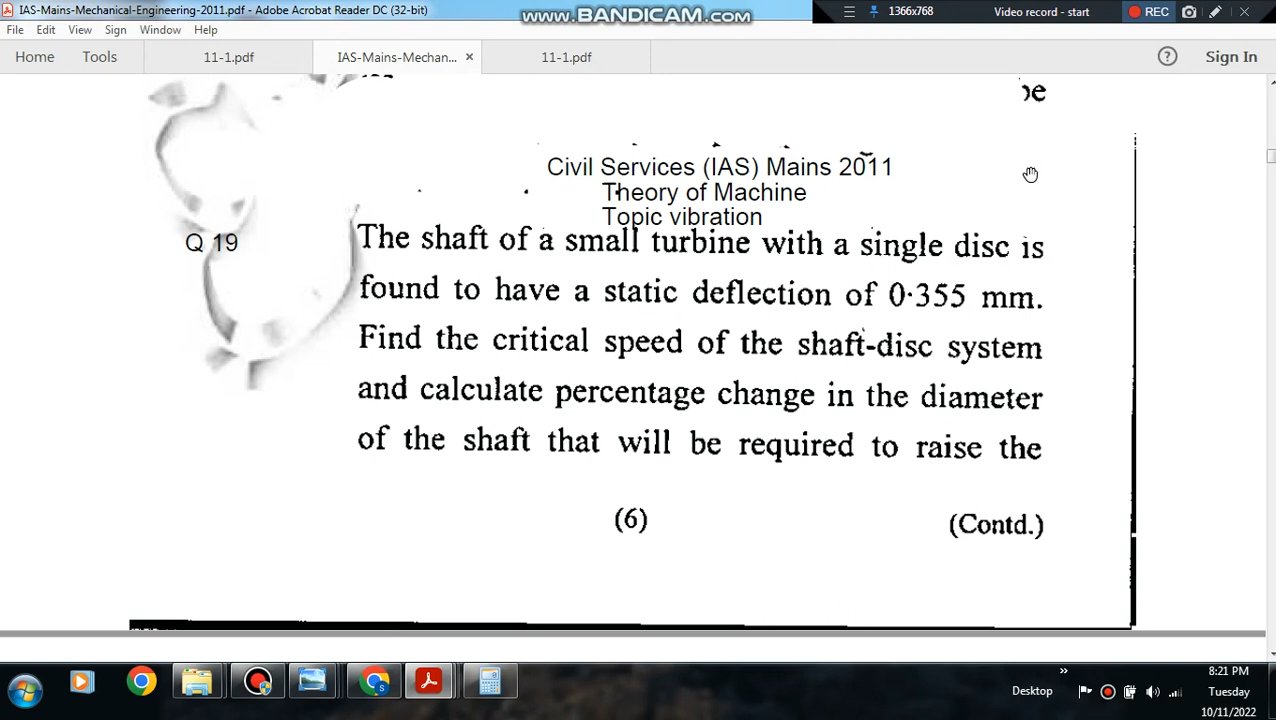 IAS-Mains-Mechanical-Engineering-2011.pdf - Adobe Acrobat Reader DC (32-bit)
www.BANDICAM.com
1366x768
Video record - start
REC
File Edit View Sign Window Help
Home Tools 11-1.pdf IAS-Mains-Mechan... × 11-1.pdf Sign In
Civil Services (IAS) Mains 2011
Theory of Machine
Topic vibration
Q 19
The shaft of a small turbine with a single disc is
found to have a static deflection of 0·355 mm.
Find the critical speed of the shaft-disc system
and calculate percentage change in the diameter
of the shaft that will be required to raise the
(6) (Contd.)
8:21 PM
Desktop
Tuesday
10/11/2022